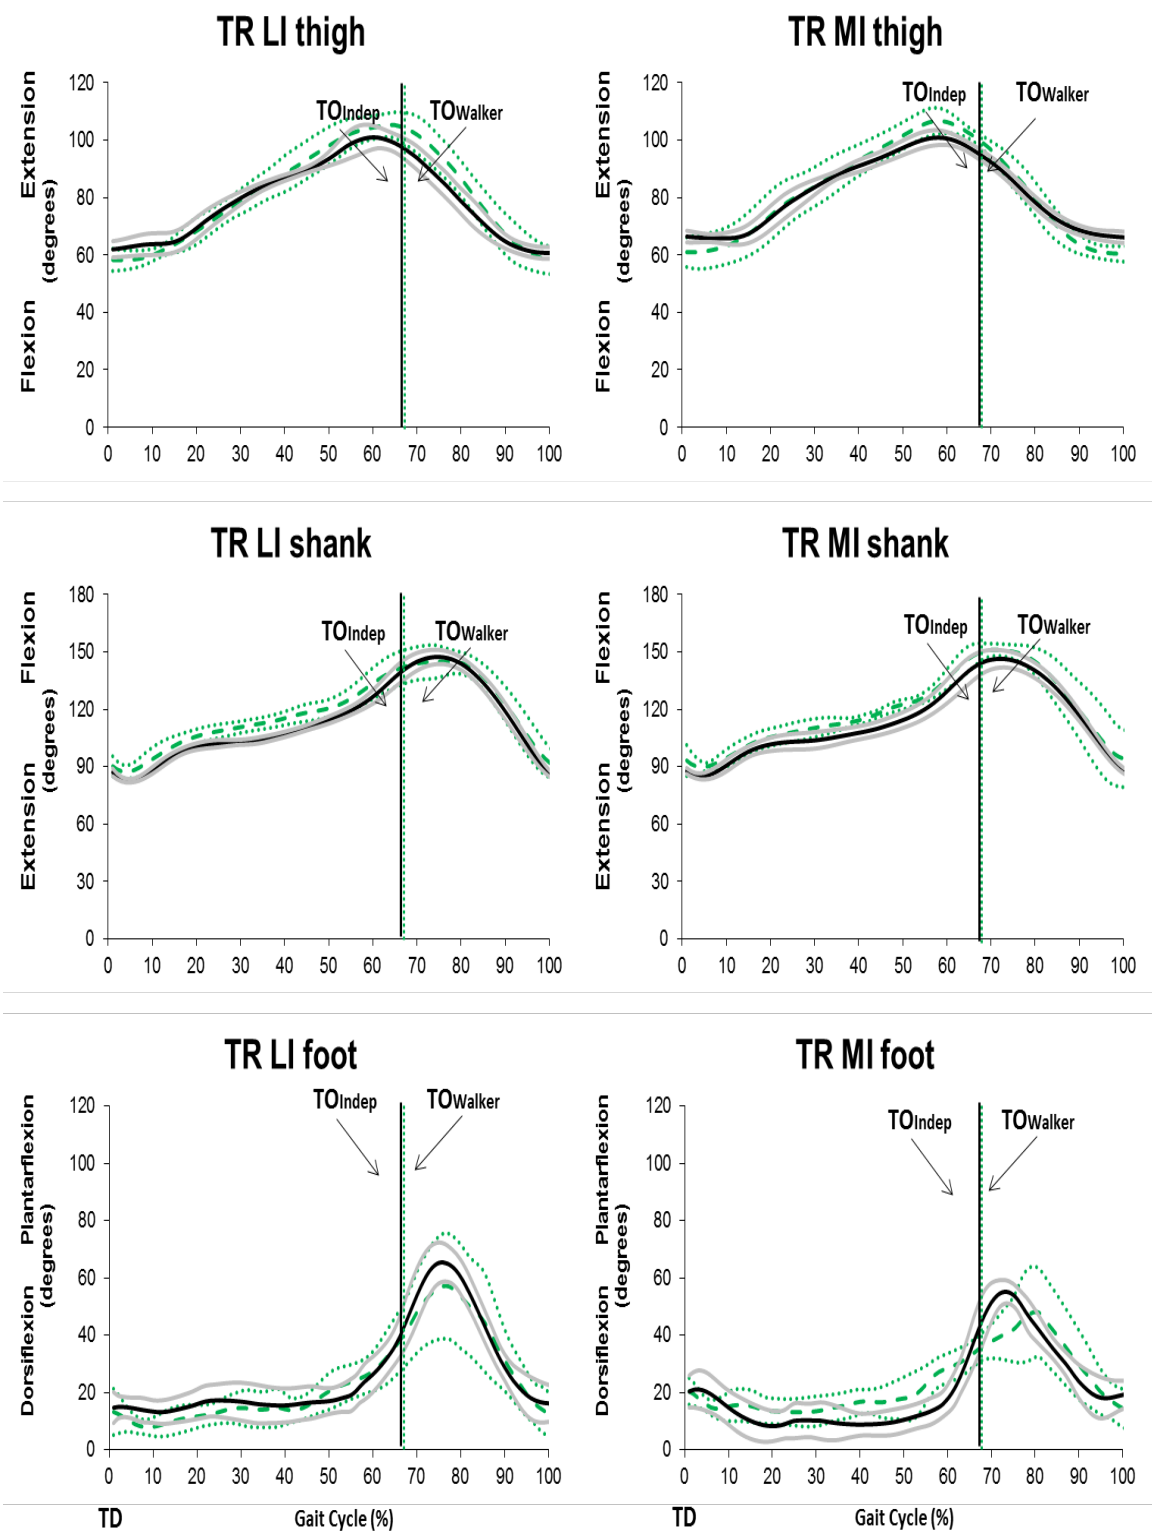 TR LI thigh
TR MI thigh
Flexion Extension
(degrees)
120
100
80
60
40
20
0
TOIndep
TOWalker
0 10 20 30 40 50 60 70 80 90 100
Flexion Extension
(degrees)
120
100
80
60
40
20
0
TOIndep
TOWalker
0 10 20 30 40 50 60 70 80 90 100
TR LI shank
TR MI shank
Extension Flexion
(degrees)
180
150
120
90
60
30
0
TOIndep
TOWalker
0 10 20 30 40 50 60 70 80 90 100
Extension Flexion
(degrees)
180
150
120
90
60
30
0
TOIndep
TOWalker
0 10 20 30 40 50 60 70 80 90 100
TR LI foot
TR MI foot
Dorsiflexion Plantarflexion
(degrees)
120
100
80
60
40
20
0
TOIndep
TOWalker
0 10 20 30 40 50 60 70 80 90 100
TD
Gait Cycle (%)
Dorsiflexion Plantarflexion
(degrees)
120
100
80
60
40
20
0
TOIndep
TOWalker
0 10 20 30 40 50 60 70 80 90 100
TD
Gait Cycle (%)